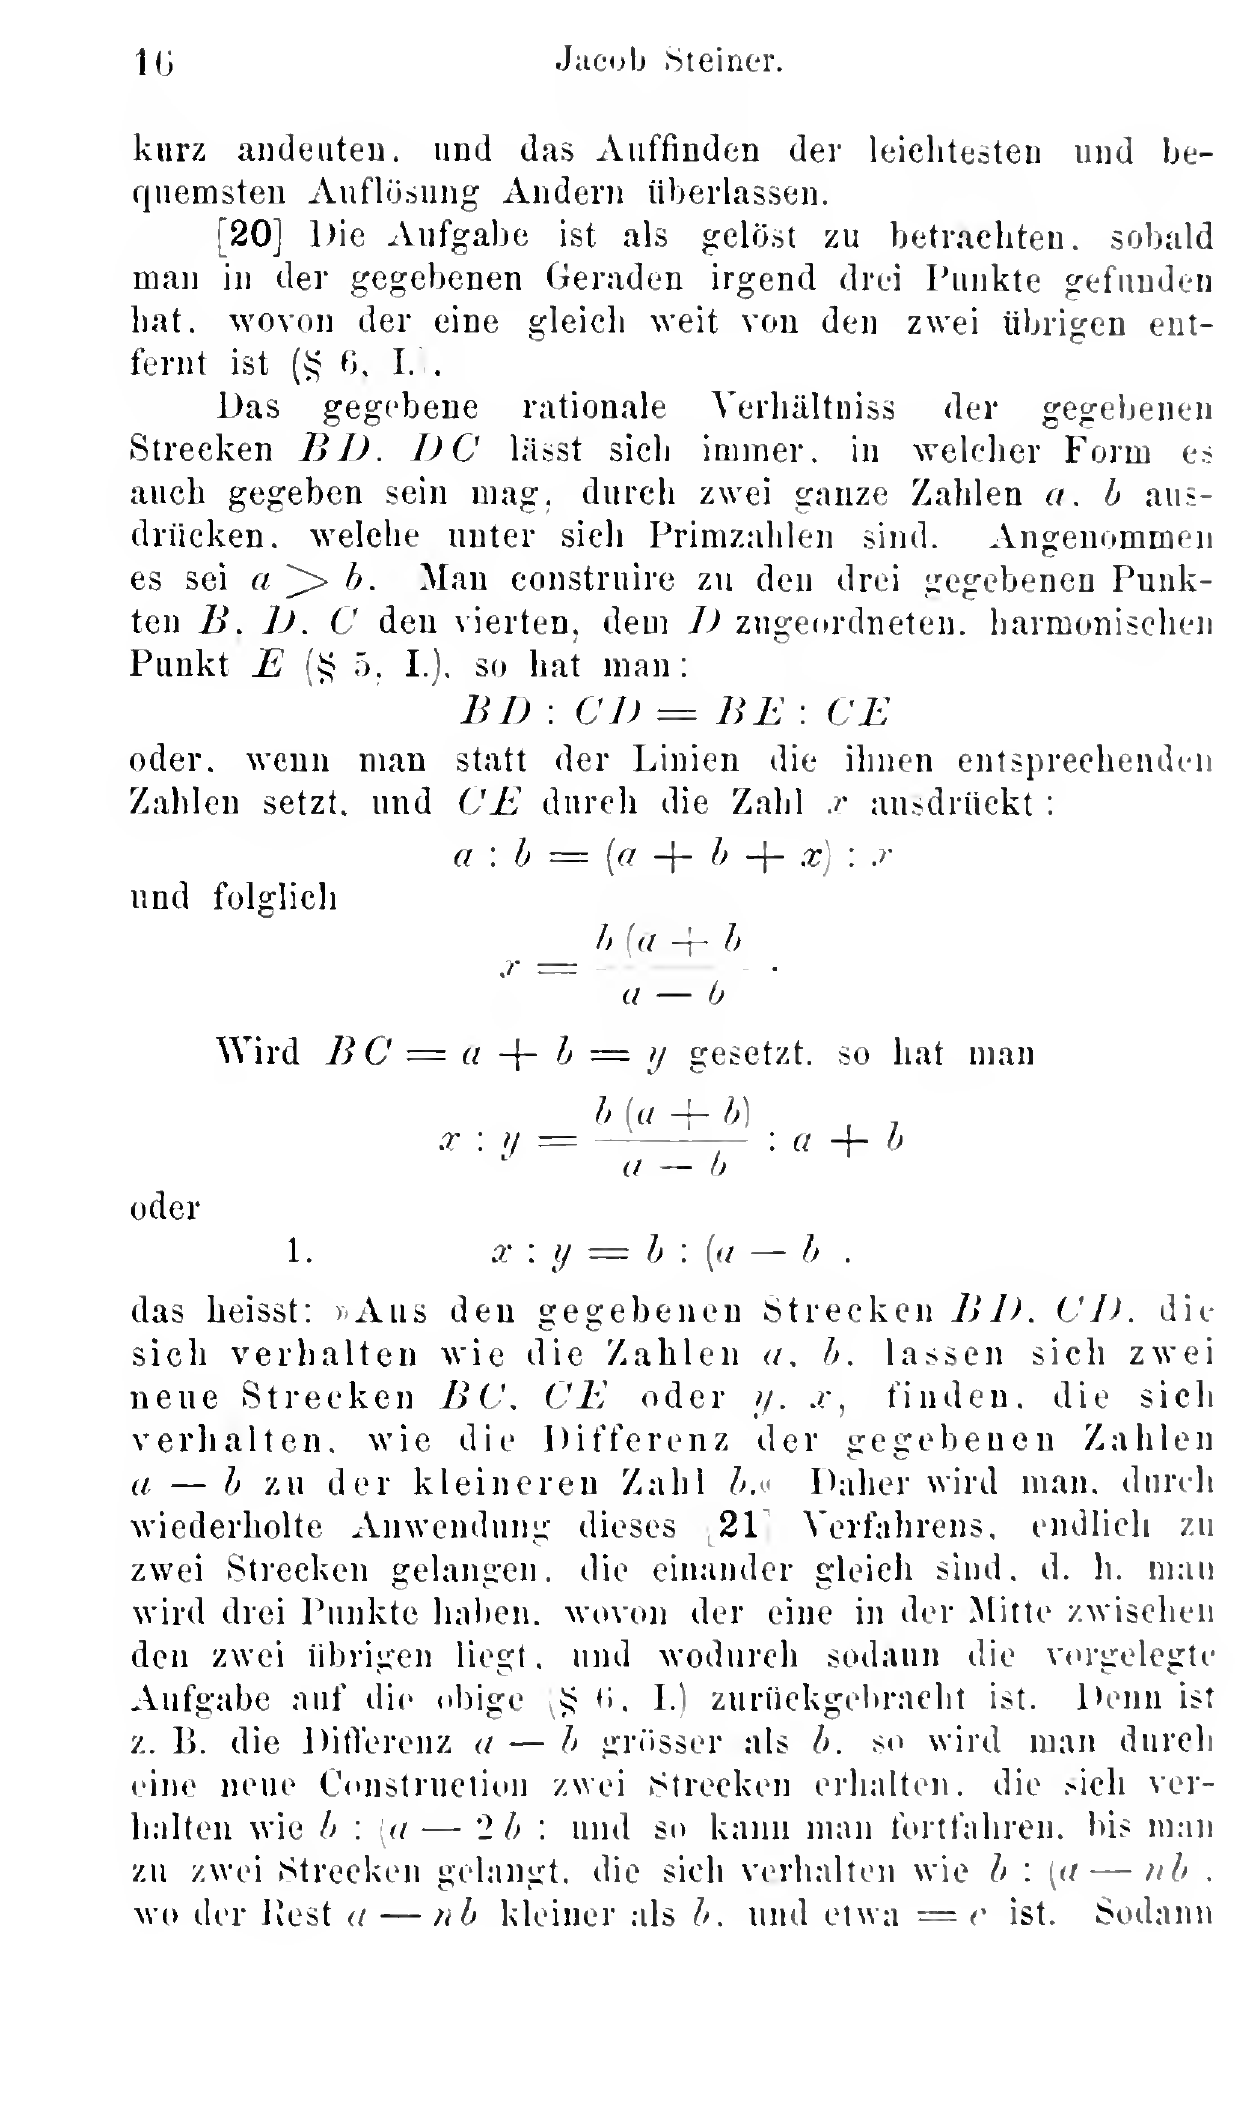 16 Jacob Steiner.
kurz andeuten, und das Auffinden der leichtesten und be-
quemsten Auflösung Andern überlassen.
[20] Die Aufgabe ist als gelöst zu betrachten, sobald
man in der gegebenen Geraden irgend drei Punkte gefunden
hat, wovon der eine gleich weit von den zwei übrigen ent-
fernt ist (§ 6, I.).
Das gegebene rationale Verhältniss der gegebenen
Strecken BD, DC lässt sich immer, in welcher Form es
auch gegeben sein mag, durch zwei ganze Zahlen a, b aus-
drücken, welche unter sich Primzahlen sind. Angenommen
es sei a > b. Man construire zu den drei gegebenen Punk-
ten B, D, C den vierten, dem D zugeordneten, harmonischen
Punkt E (§ 5, I.), so hat man:
BD : CD = BE : CE
oder, wenn man statt der Linien die ihnen entsprechenden
Zahlen setzt, und CE durch die Zahl x ausdrückt:
a : b = (a + b + x) : x
und folglich
x = b(a + b) / (a — b).
Wird BC = a + b = y gesetzt, so hat man
x : y = b(a + b) / (a — b) : a + b
oder
1. x : y = b : (a — b),
das heisst: »Aus den gegebenen Strecken BD, CD, die
sich verhalten wie die Zahlen a, b, lassen sich zwei
neue Strecken BC, CE oder y, x, finden, die sich
verhalten, wie die Differenz der gegebenen Zahlen
a — b zu der kleineren Zahl b.« Daher wird man, durch
wiederholte Anwendung dieses [21] Verfahrens, endlich zu
zwei Strecken gelangen, die einander gleich sind, d. h. man
wird drei Punkte haben, wovon der eine in der Mitte zwischen
den zwei übrigen liegt, und wodurch sodann die vorgelegte
Aufgabe auf die obige (§ 6, I.) zurückgebracht ist. Denn ist
z. B. die Differenz a — b grösser als b, so wird man durch
eine neue Construction zwei Strecken erhalten, die sich ver-
halten wie b : (a — 2b); und so kann man fortfahren, bis man
zu zwei Strecken gelangt, die sich verhalten wie b : (a — nb),
wo der Rest a — nb kleiner als b, und etwa = c ist. Sodann